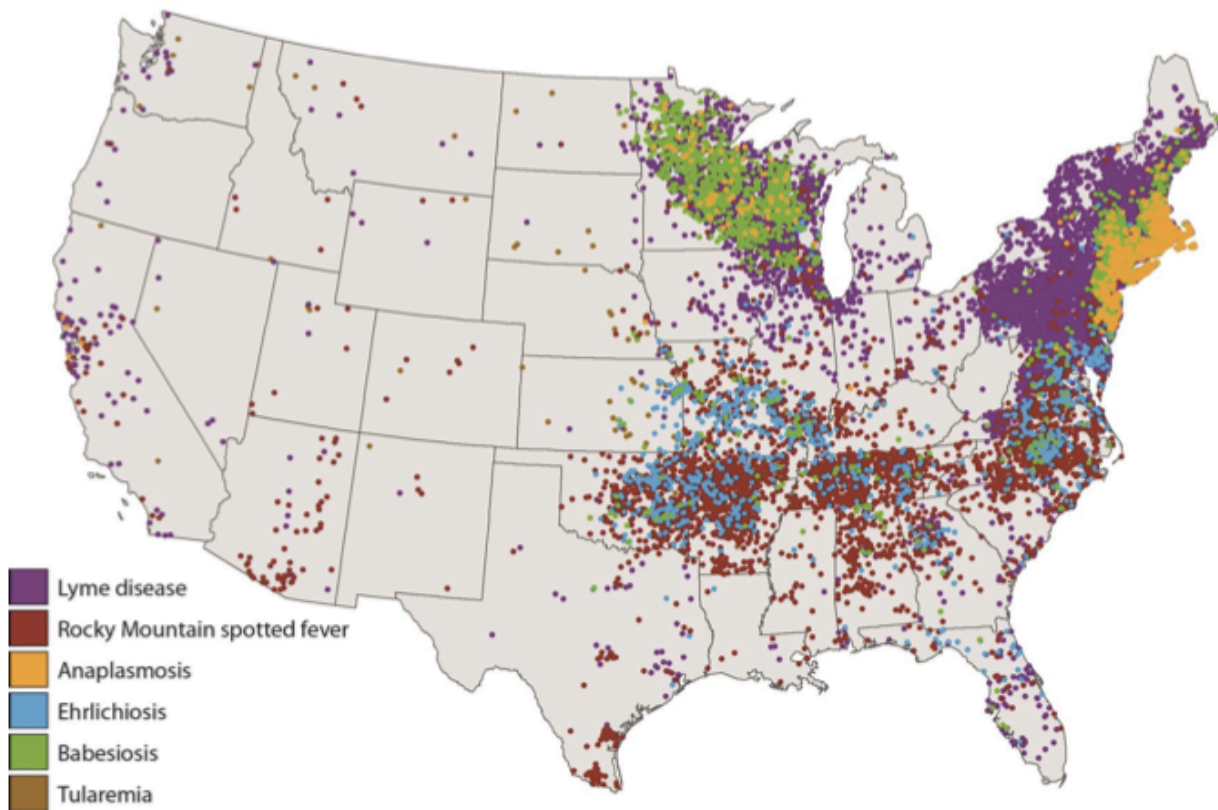 Lyme disease
Rocky Mountain spotted fever
Anaplasmosis
Ehrlichiosis
Babesiosis
Tularemia